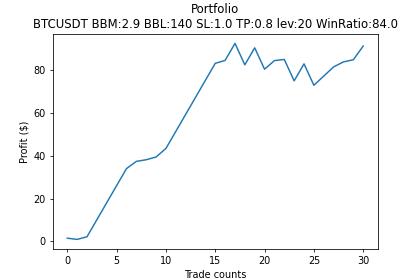 Portfolio
BTCUSDT BBM:2.9 BBL:140 SL:1.0 TP:0.8 lev:20 WinRatio:84.0
80
60
40
20
0
Profit ($)
0 5 10 15 20 25 30
Trade counts